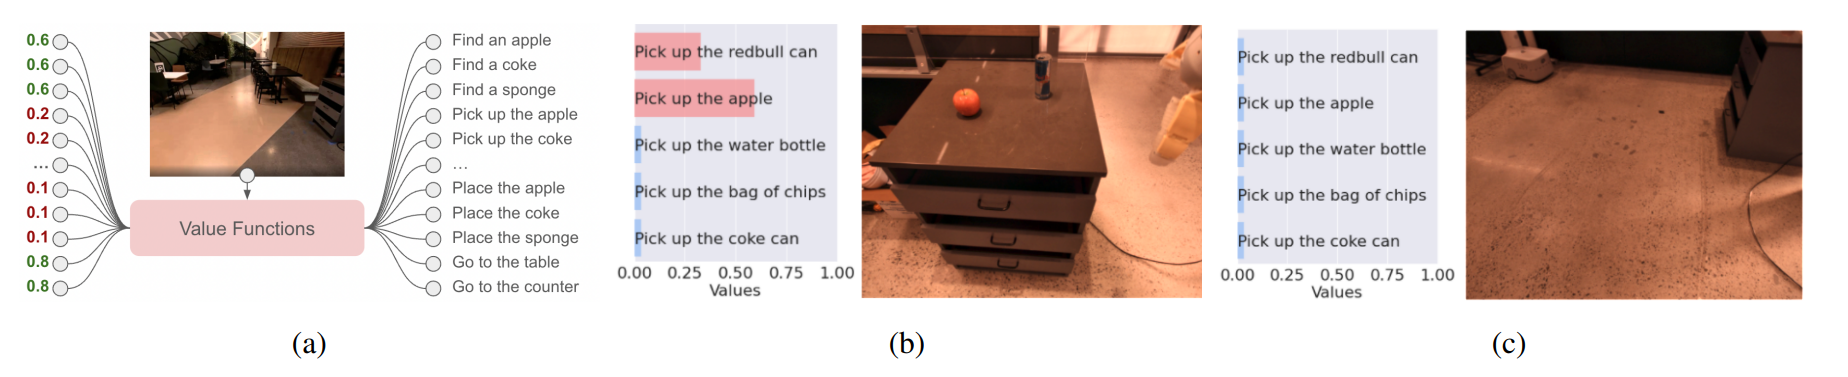 0.6
0.6
0.6
0.2
0.2
...
0.1
0.1
0.1
0.8
0.8
Value Functions
Find an apple
Find a coke
Find a sponge
Pick up the apple
Pick up the coke
...
Place the apple
Place the coke
Place the sponge
Go to the table
Go to the counter
(a)
Pick up the redbull can
Pick up the apple
Pick up the water bottle
Pick up the bag of chips
Pick up the coke can
0.00 0.25 0.50 0.75 1.00
Values
(b)
Pick up the redbull can
Pick up the apple
Pick up the water bottle
Pick up the bag of chips
Pick up the coke can
0.00 0.25 0.50 0.75 1.00
Values
(c)